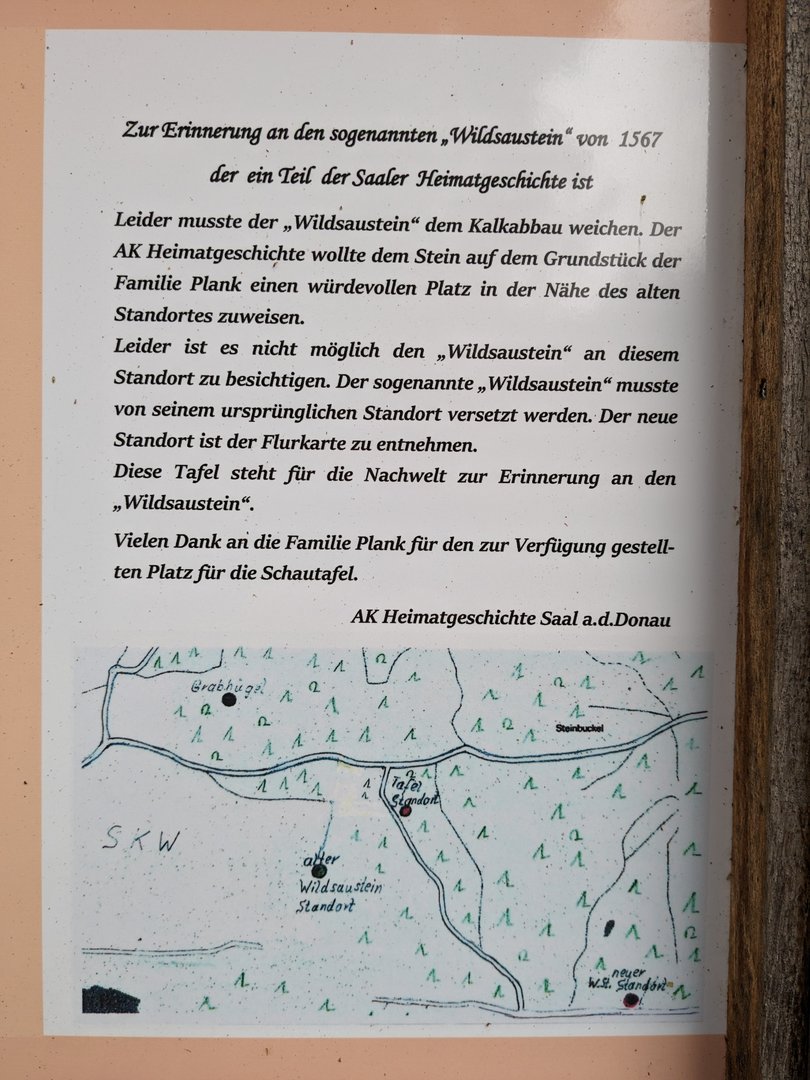 Zur Erinnerung an den sogenannten „Wildsaustein“ von 1567
der ein Teil der Saaler Heimatgeschichte ist
Leider musste der „Wildsaustein“ dem Kalkabbau weichen. Der
AK Heimatgeschichte wollte dem Stein auf dem Grundstück der
Familie Plank einen würdevollen Platz in der Nähe des alten
Standortes zuweisen.
Leider ist es nicht möglich den „Wildsaustein“ an diesem
Standort zu besichtigen. Der sogenannte „Wildsaustein“ musste
von seinem ursprünglichen Standort versetzt werden. Der neue
Standort ist der Flurkarte zu entnehmen.
Diese Tafel steht für die Nachwelt zur Erinnerung an den
„Wildsaustein“.
Vielen Dank an die Familie Plank für den zur Verfügung gestell-
ten Platz für die Schautafel.
AK Heimatgeschichte Saal a.d.Donau
Grabhügel
Steinbuckel
Tafel
Standort
SKW
alter
Wildsaustein
Standort
neuer
W.St. Standort